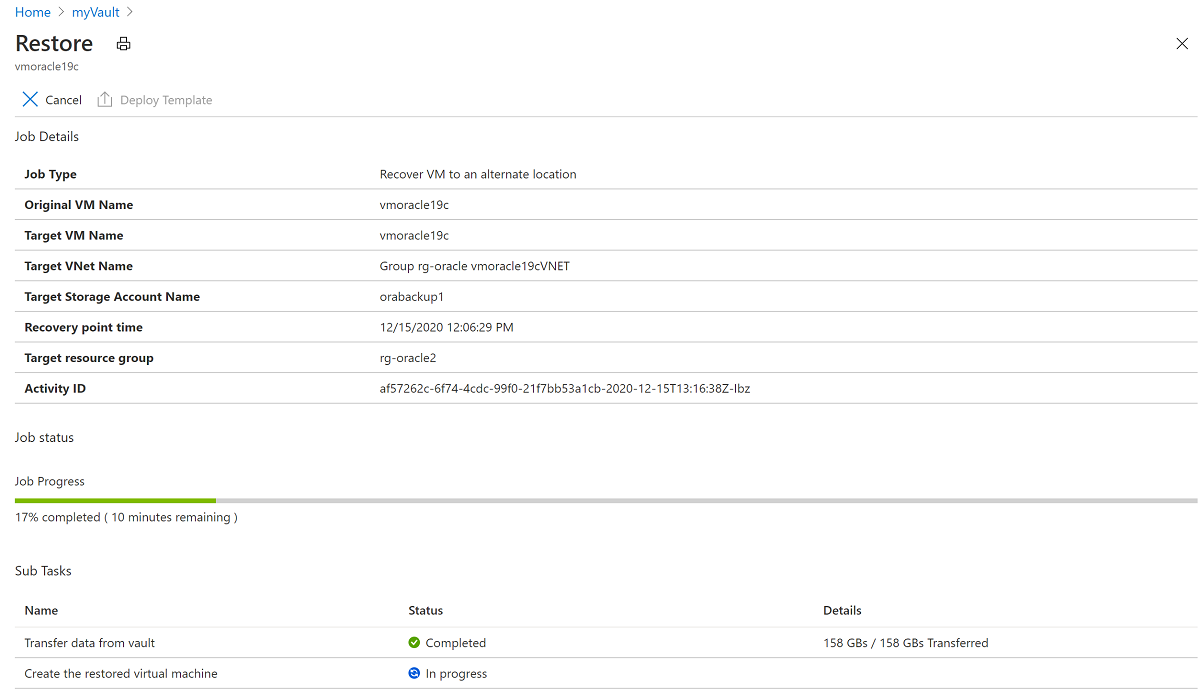 Home > myVault >
Restore
vmoracle19c
Cancel Deploy Template
Job Details
Job Type Recover VM to an alternate location
Original VM Name vmoracle19c
Target VM Name vmoracle19c
Target VNet Name Group rg-oracle vmoracle19cVNET
Target Storage Account Name orabackup1
Recovery point time 12/15/2020 12:06:29 PM
Target resource group rg-oracle2
Activity ID af57262c-6f74-4cdc-99f0-21f7bb53a1cb-2020-12-15T13:16:38Z-Ibz
Job status
Job Progress
17% completed ( 10 minutes remaining )
Sub Tasks
Name Status Details
Transfer data from vault Completed 158 GBs / 158 GBs Transferred
Create the restored virtual machine In progress